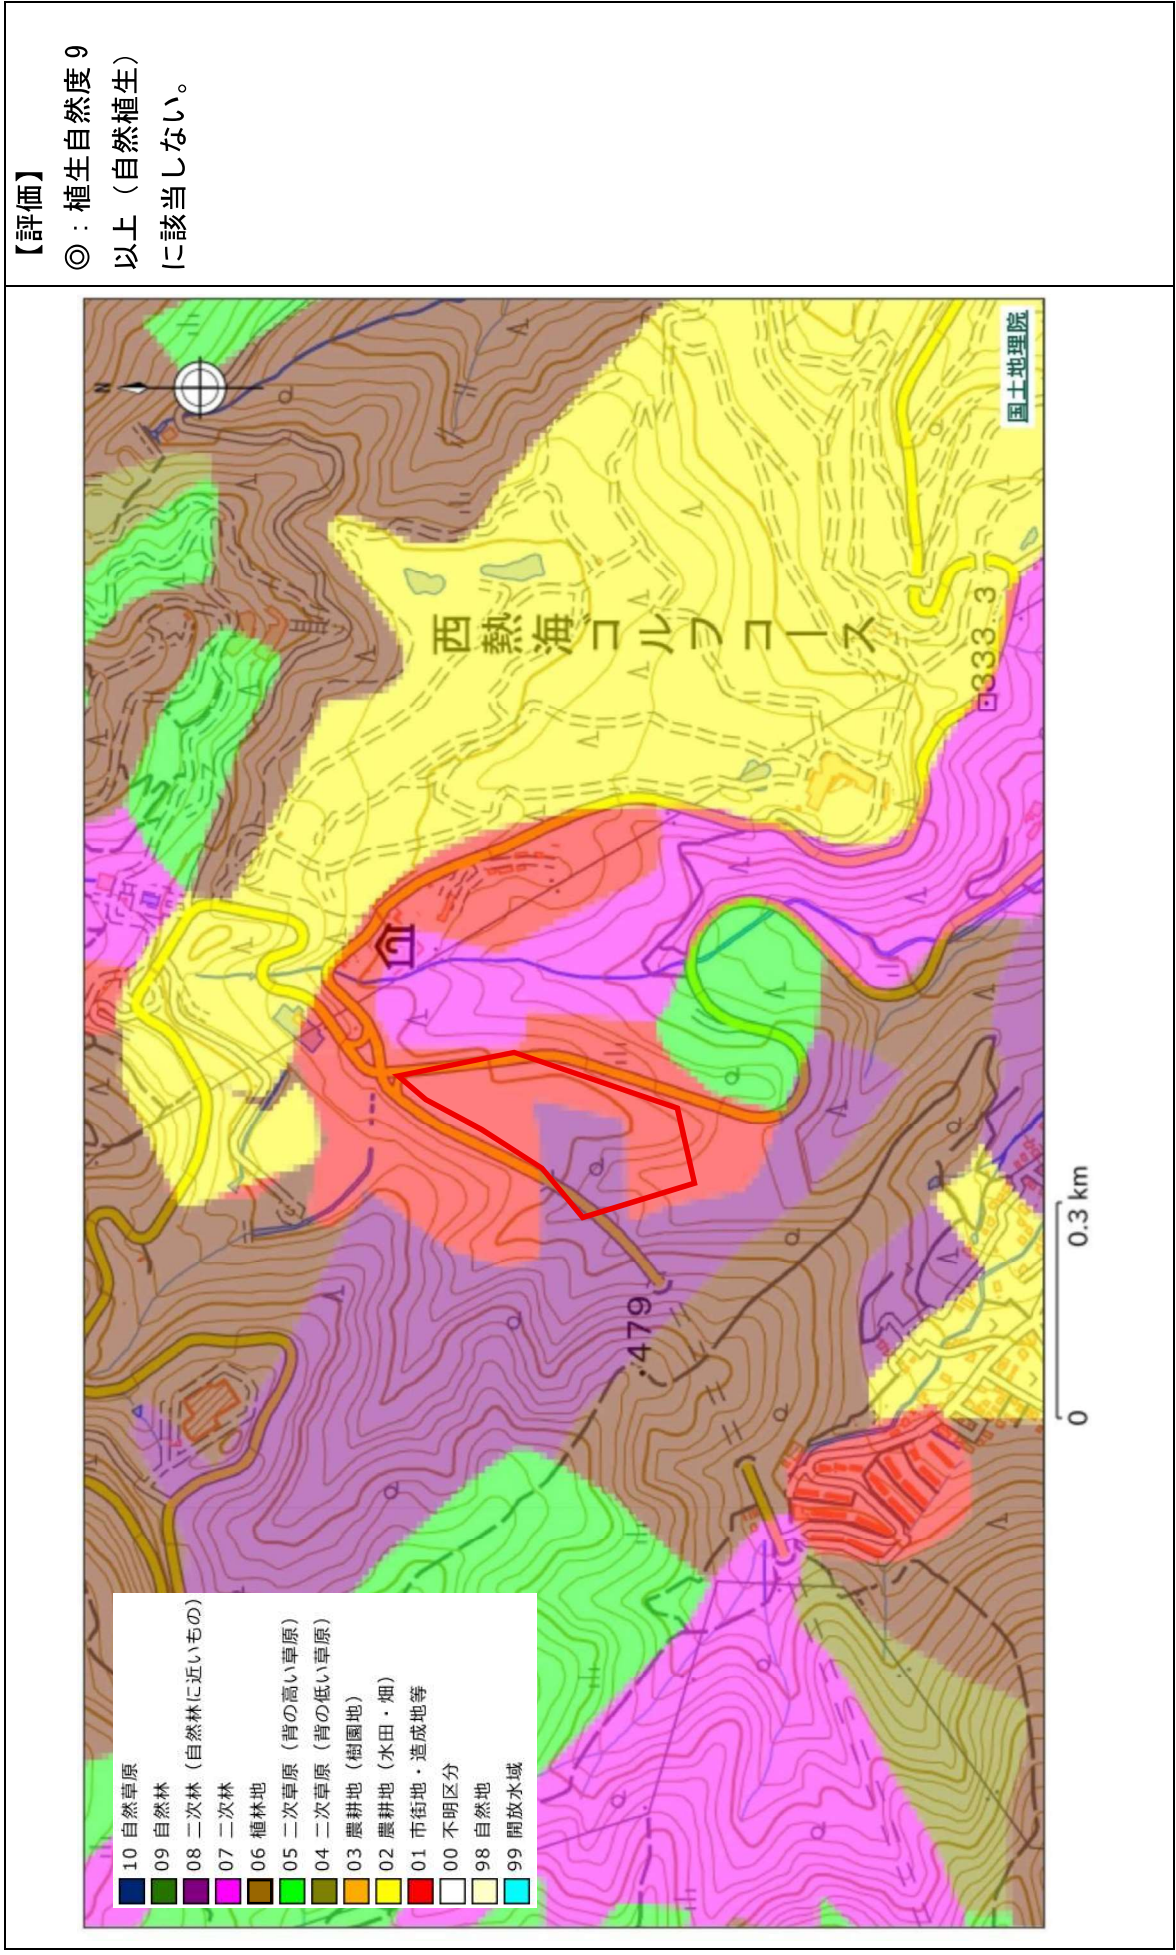 【評価】
◎：植生自然度９
以上（自然植生）
に該当しない。
N
西熱海ゴルフコース
333.3
479
国土地理院
10 自然草原
09 自然林
08 二次林（自然林に近いもの）
07 二次林
06 植林地
05 二次草原（背の高い草原）
04 二次草原（背の低い草原）
03 農耕地（樹園地）
02 農耕地（水田・畑）
01 市街地・造成地等
00 不明区分
98 自然地
99 開放水域
0
0.3 km